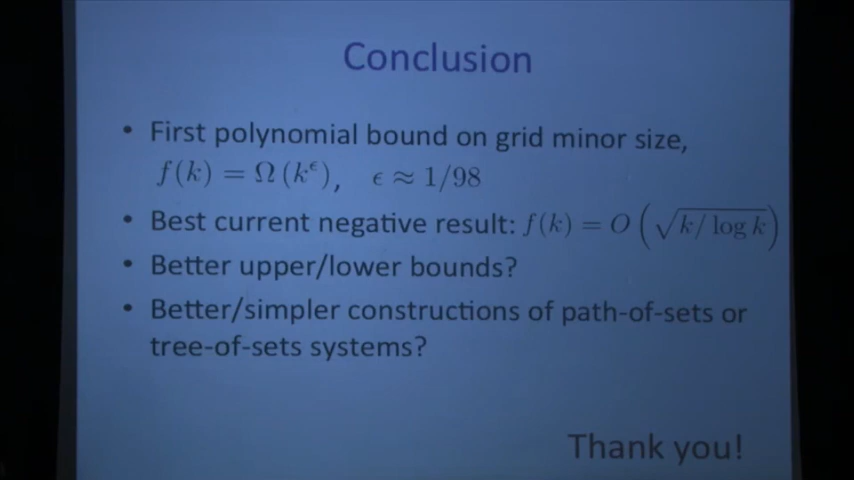 Conclusion
• First polynomial bound on grid minor size,
f(k) = Ω(k^ϵ), ϵ ≈ 1/98
• Best current negative result: f(k) = O(√(k/ log k))
• Better upper/lower bounds?
• Better/simpler constructions of path-of-sets or
tree-of-sets systems?
Thank you!